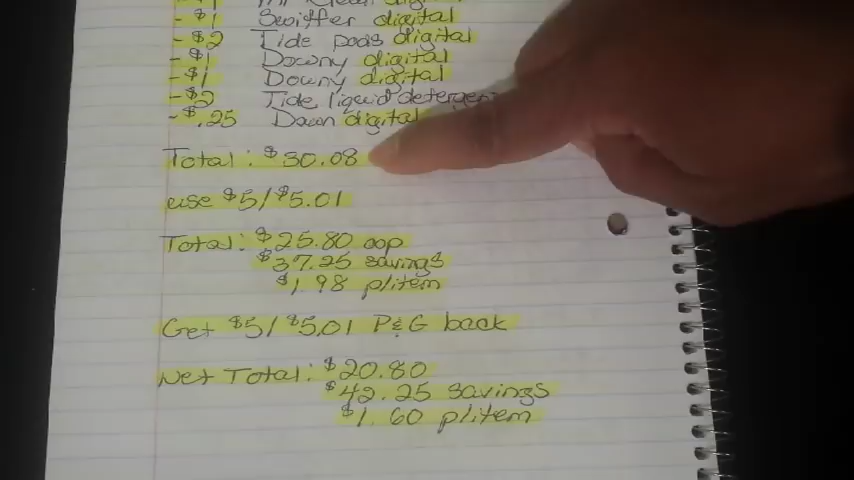 -$1 Swiffer digital
-$2 Tide pods digital
-$1 Downy digital
-$1 Downy digital
-$2 Tide liquid detergen
-$.25 Dawn digital
Total: $30.08
use $5/$5.01
Total: $25.80 oop
$37.25 savings
$1.98 p/item
Get $5/$5.01 P&G back
Net Total: $20.80
$42.25 savings
$1.60 p/item